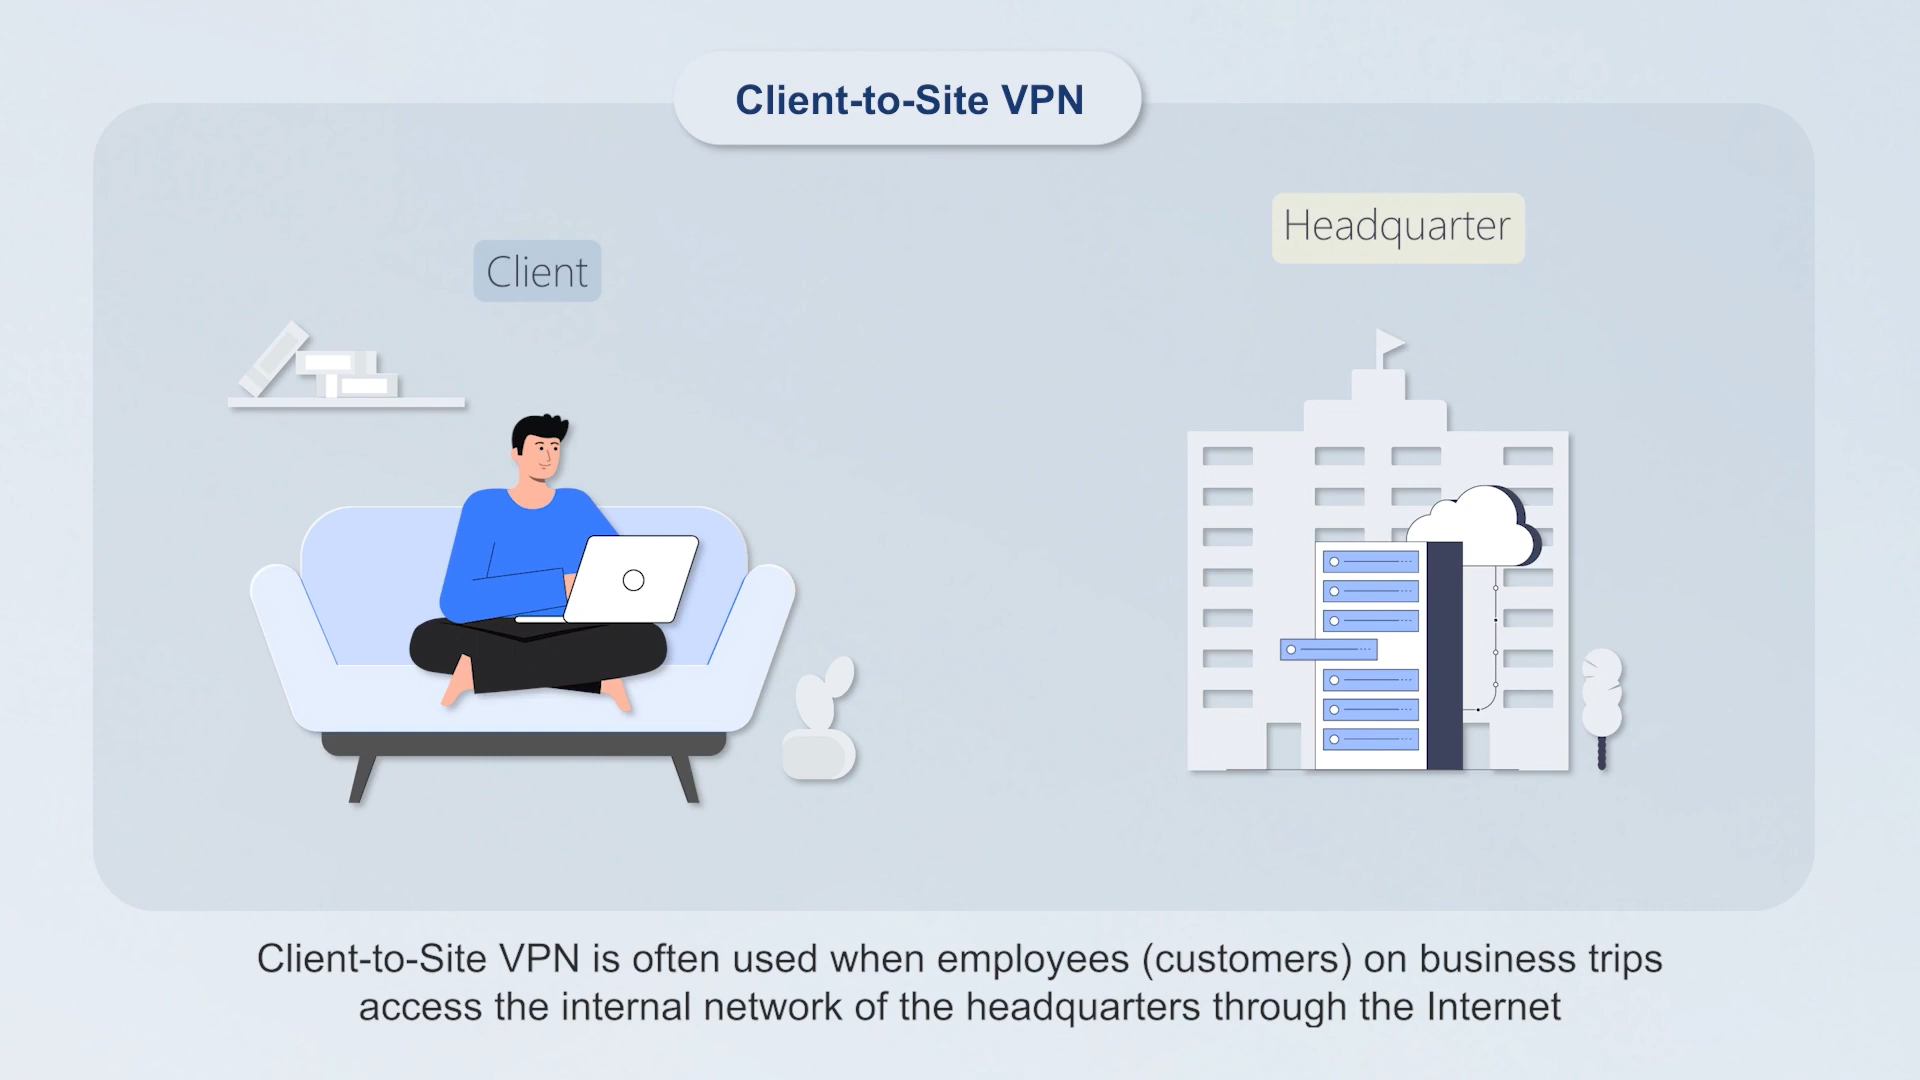 Client-to-Site VPN
Headquarter
Client
Client-to-Site VPN is often used when employees (customers) on business trips
access the internal network of the headquarters through the Internet